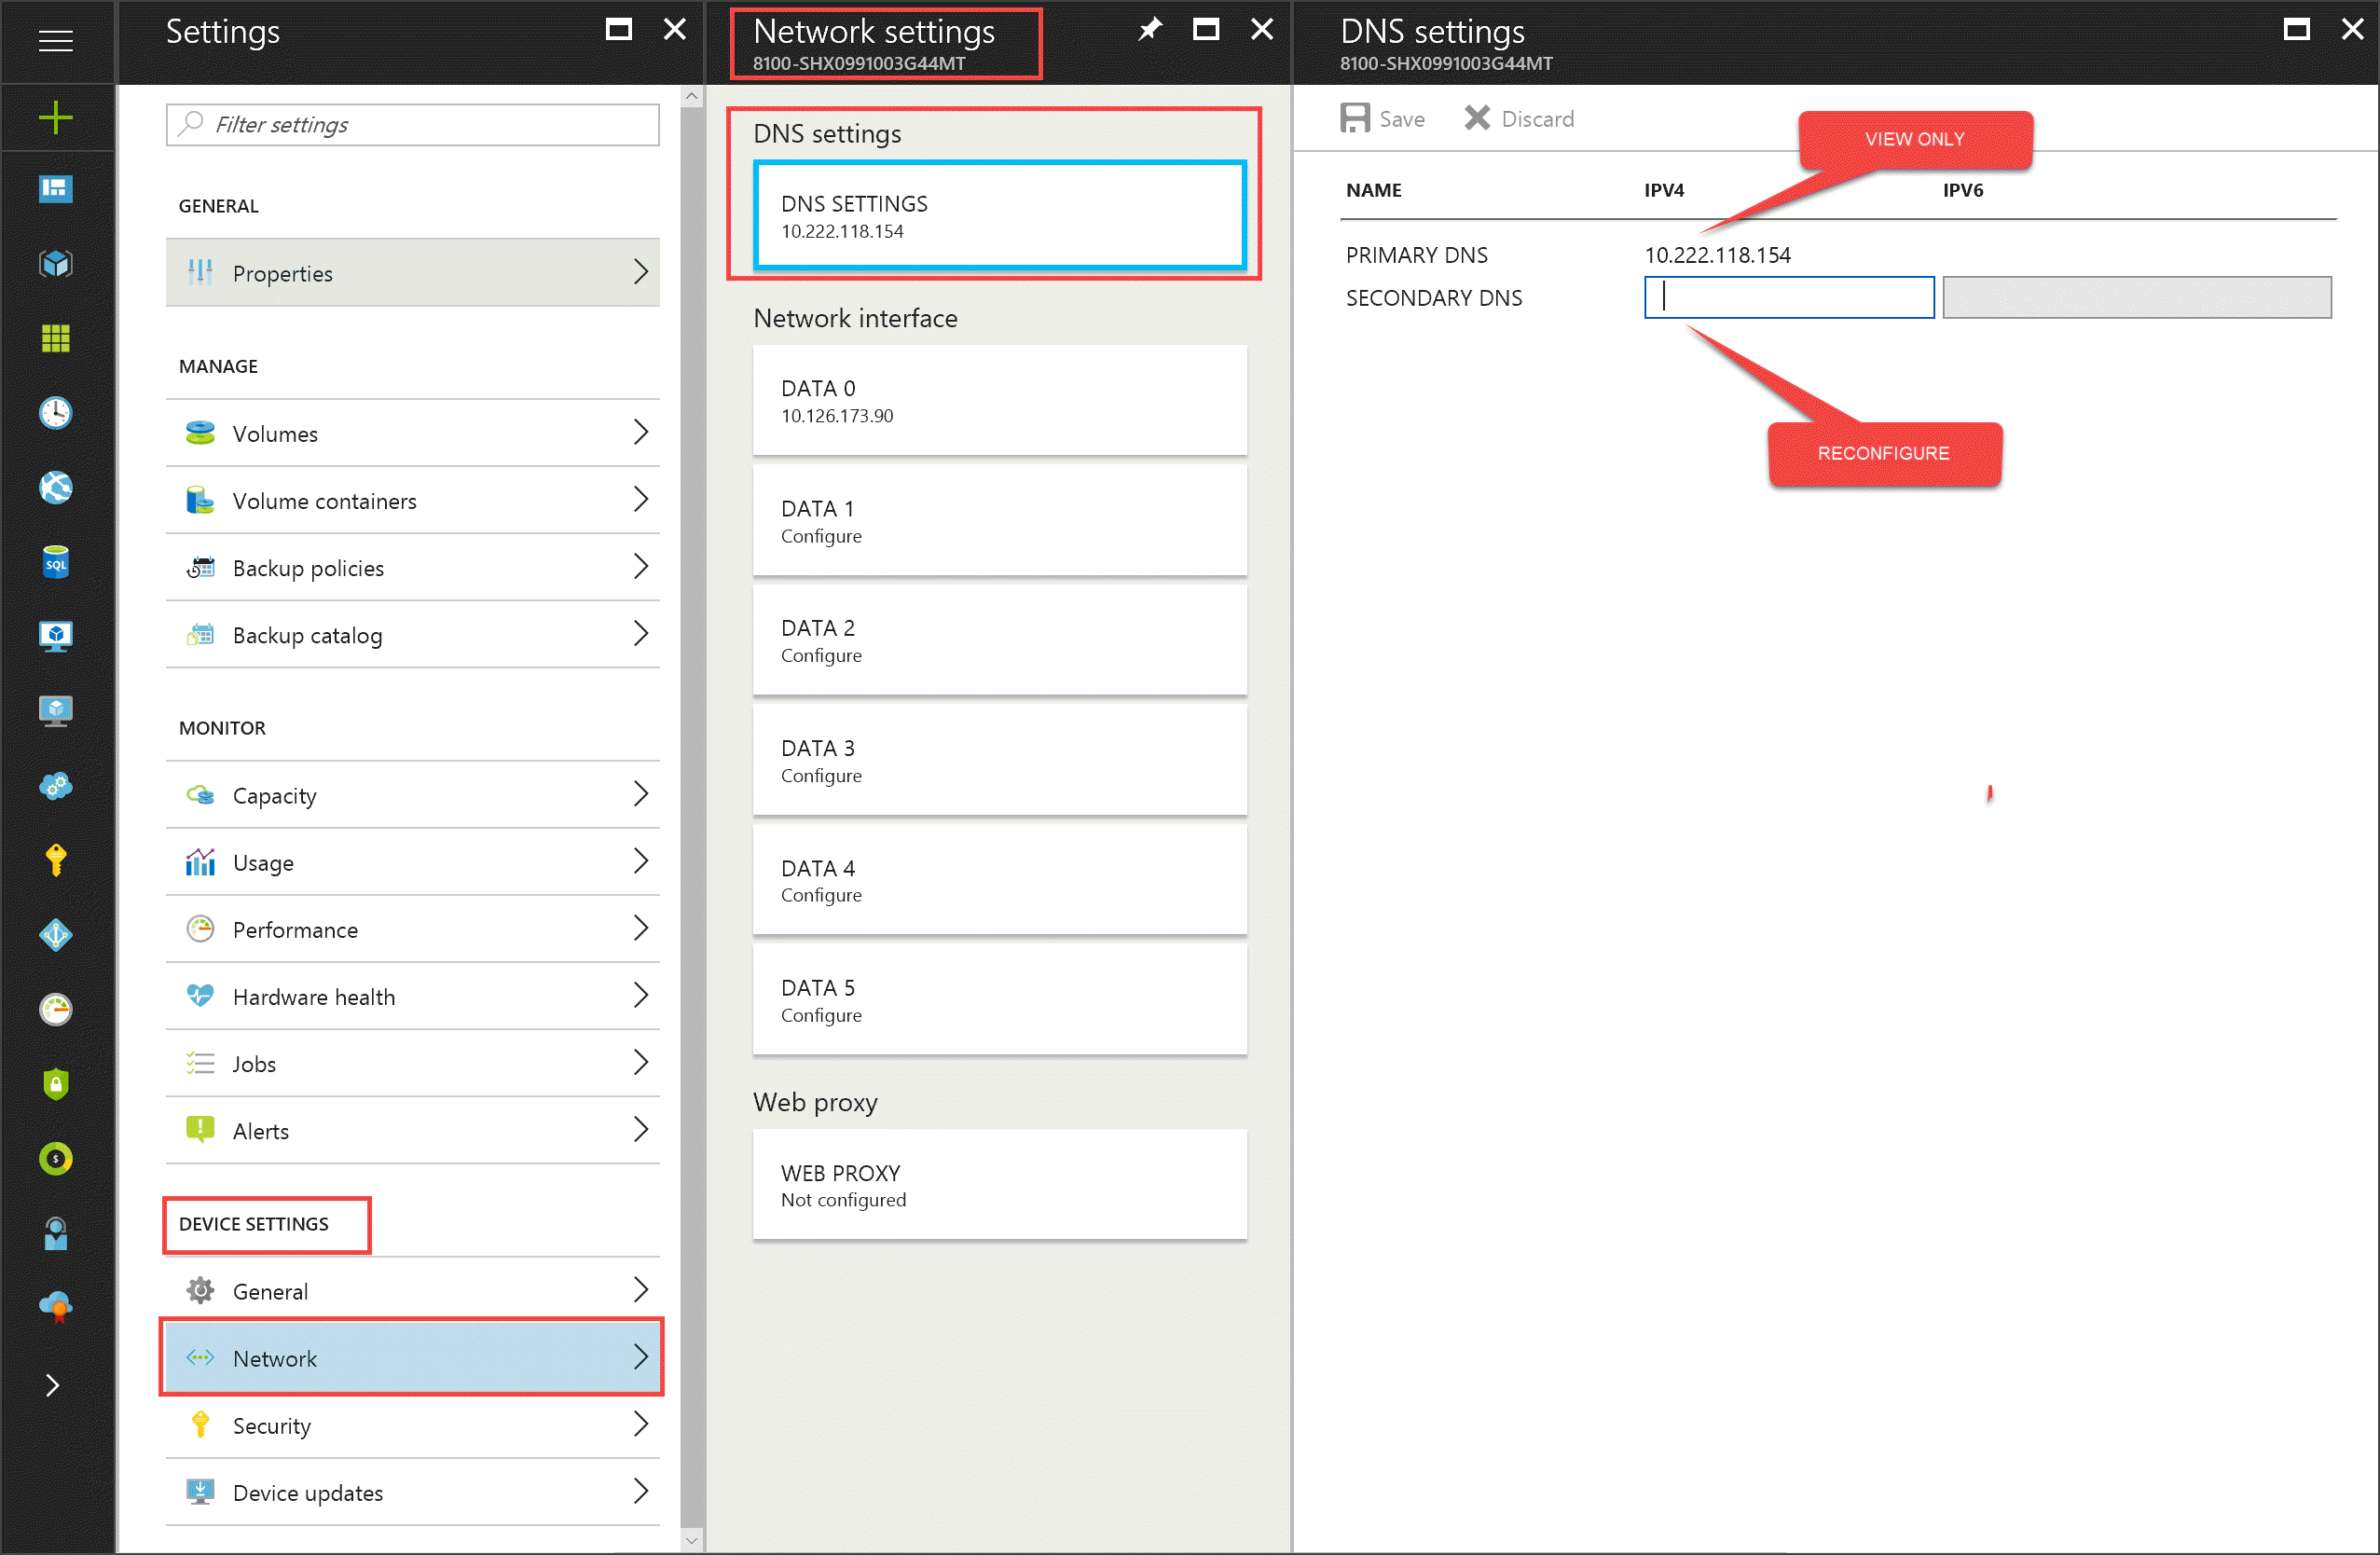 Settings
Filter settings
GENERAL
Properties
MANAGE
Volumes
Volume containers
Backup policies
Backup catalog
MONITOR
Capacity
Usage
Performance
Hardware health
Jobs
Alerts
DEVICE SETTINGS
General
Network
Security
Device updates
SQL
Network settings
8100-SHX0991003G44MT
DNS settings
DNS SETTINGS
10.222.118.154
Network interface
DATA 0
10.126.173.90
DATA 1
Configure
DATA 2
Configure
DATA 3
Configure
DATA 4
Configure
DATA 5
Configure
Web proxy
WEB PROXY
Not configured
DNS settings
8100-SHX0991003G44MT
Save Discard
VIEW ONLY
NAME IPV4 IPV6
PRIMARY DNS 10.222.118.154
SECONDARY DNS
RECONFIGURE